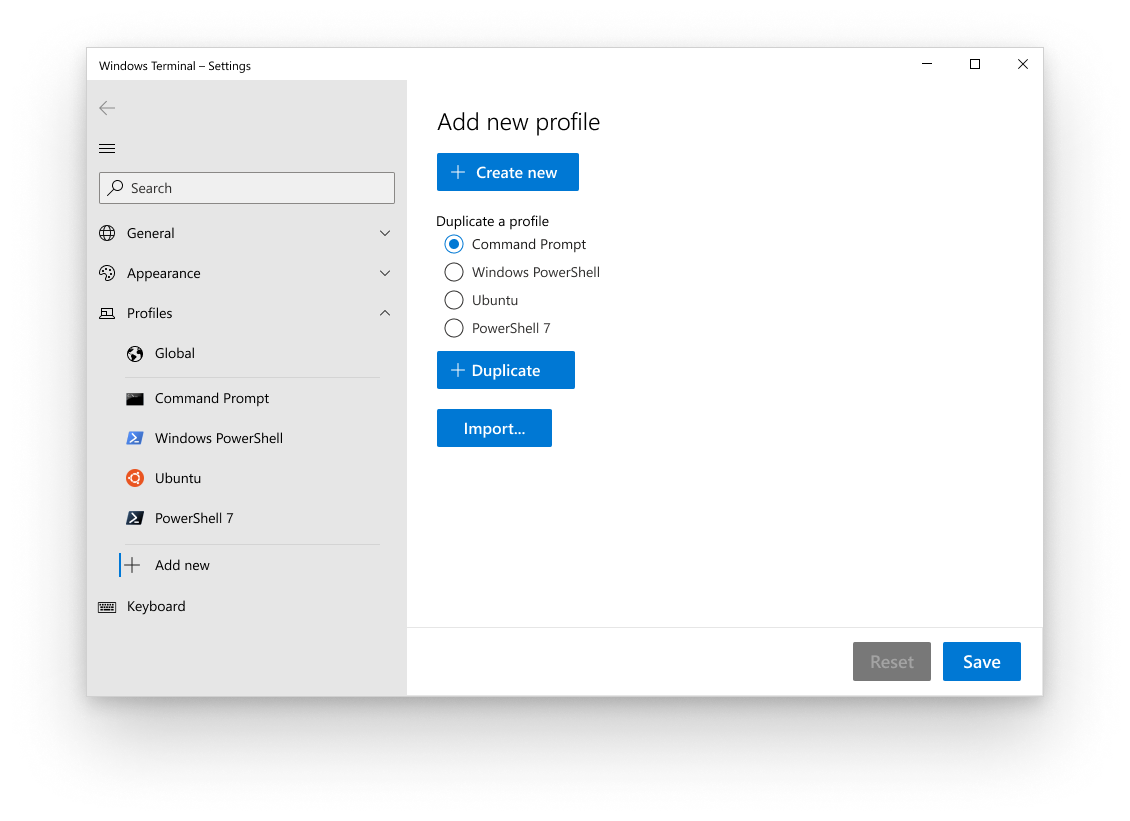 Windows Terminal – Settings
Search
General
Appearance
Profiles
Global
Command Prompt
Windows PowerShell
Ubuntu
PowerShell 7
Add new
Keyboard
Add new profile
Create new
Duplicate a profile
Command Prompt
Windows PowerShell
Ubuntu
PowerShell 7
Duplicate
Import...
Reset
Save